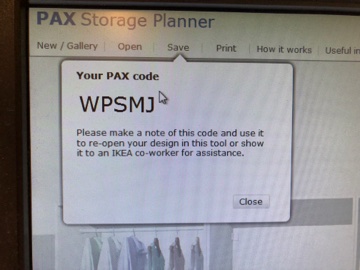 PAX Storage Planner
New / Gallery Open Save Print How it works Useful in
Your PAX code
WPSMJ
Please make a note of this code and use it
to re-open your design in this tool or show
it to an IKEA co-worker for assistance.
Close